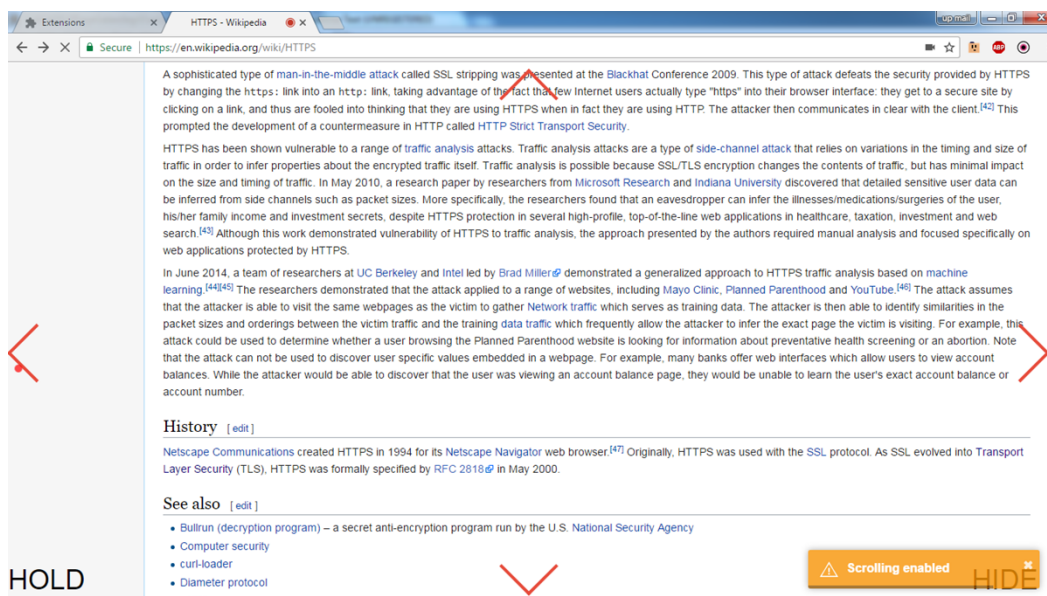 Extensions
HTTPS - Wikipedia
up mail
Secure https://en.wikipedia.org/wiki/HTTPS
ABP
A sophisticated type of man-in-the-middle attack called SSL stripping was presented at the Blackhat Conference 2009. This type of attack defeats the security provided by HTTPS
by changing the https: link into an http: link, taking advantage of the fact that few Internet users actually type "https" into their browser interface: they get to a secure site by
clicking on a link, and thus are fooled into thinking that they are using HTTPS when in fact they are using HTTP. The attacker then communicates in clear with the client.[42] This
prompted the development of a countermeasure in HTTP called HTTP Strict Transport Security.
HTTPS has been shown vulnerable to a range of traffic analysis attacks. Traffic analysis attacks are a type of side-channel attack that relies on variations in the timing and size of
traffic in order to infer properties about the encrypted traffic itself. Traffic analysis is possible because SSL/TLS encryption changes the contents of traffic, but has minimal impact
on the size and timing of traffic. In May 2010, a research paper by researchers from Microsoft Research and Indiana University discovered that detailed sensitive user data can
be inferred from side channels such as packet sizes. More specifically, the researchers found that an eavesdropper can infer the illnesses/medications/surgeries of the user,
his/her family income and investment secrets, despite HTTPS protection in several high-profile, top-of-the-line web applications in healthcare, taxation, investment and web
search.[43] Although this work demonstrated vulnerability of HTTPS to traffic analysis, the approach presented by the authors required manual analysis and focused specifically on
web applications protected by HTTPS.
In June 2014, a team of researchers at UC Berkeley and Intel led by Brad Miller demonstrated a generalized approach to HTTPS traffic analysis based on machine
learning.[44][45] The researchers demonstrated that the attack applied to a range of websites, including Mayo Clinic, Planned Parenthood and YouTube.[46] The attack assumes
that the attacker is able to visit the same webpages as the victim to gather Network traffic which serves as training data. The attacker is then able to identify similarities in the
packet sizes and orderings between the victim traffic and the training data traffic which frequently allow the attacker to infer the exact page the victim is visiting. For example, this
attack could be used to determine whether a user browsing the Planned Parenthood website is looking for information about preventative health screening or an abortion. Note
that the attack can not be used to discover user specific values embedded in a webpage. For example, many banks offer web interfaces which allow users to view account
balances. While the attacker would be able to discover that the user was viewing an account balance page, they would be unable to learn the user's exact account balance or
account number.
History [edit]
Netscape Communications created HTTPS in 1994 for its Netscape Navigator web browser.[47] Originally, HTTPS was used with the SSL protocol. As SSL evolved into Transport
Layer Security (TLS), HTTPS was formally specified by RFC 2818 in May 2000.
See also [edit]
• Bullrun (decryption program) – a secret anti-encryption program run by the U.S. National Security Agency
• Computer security
• curl-loader
• Diameter protocol
Scrolling enabled
HOLD
HIDE